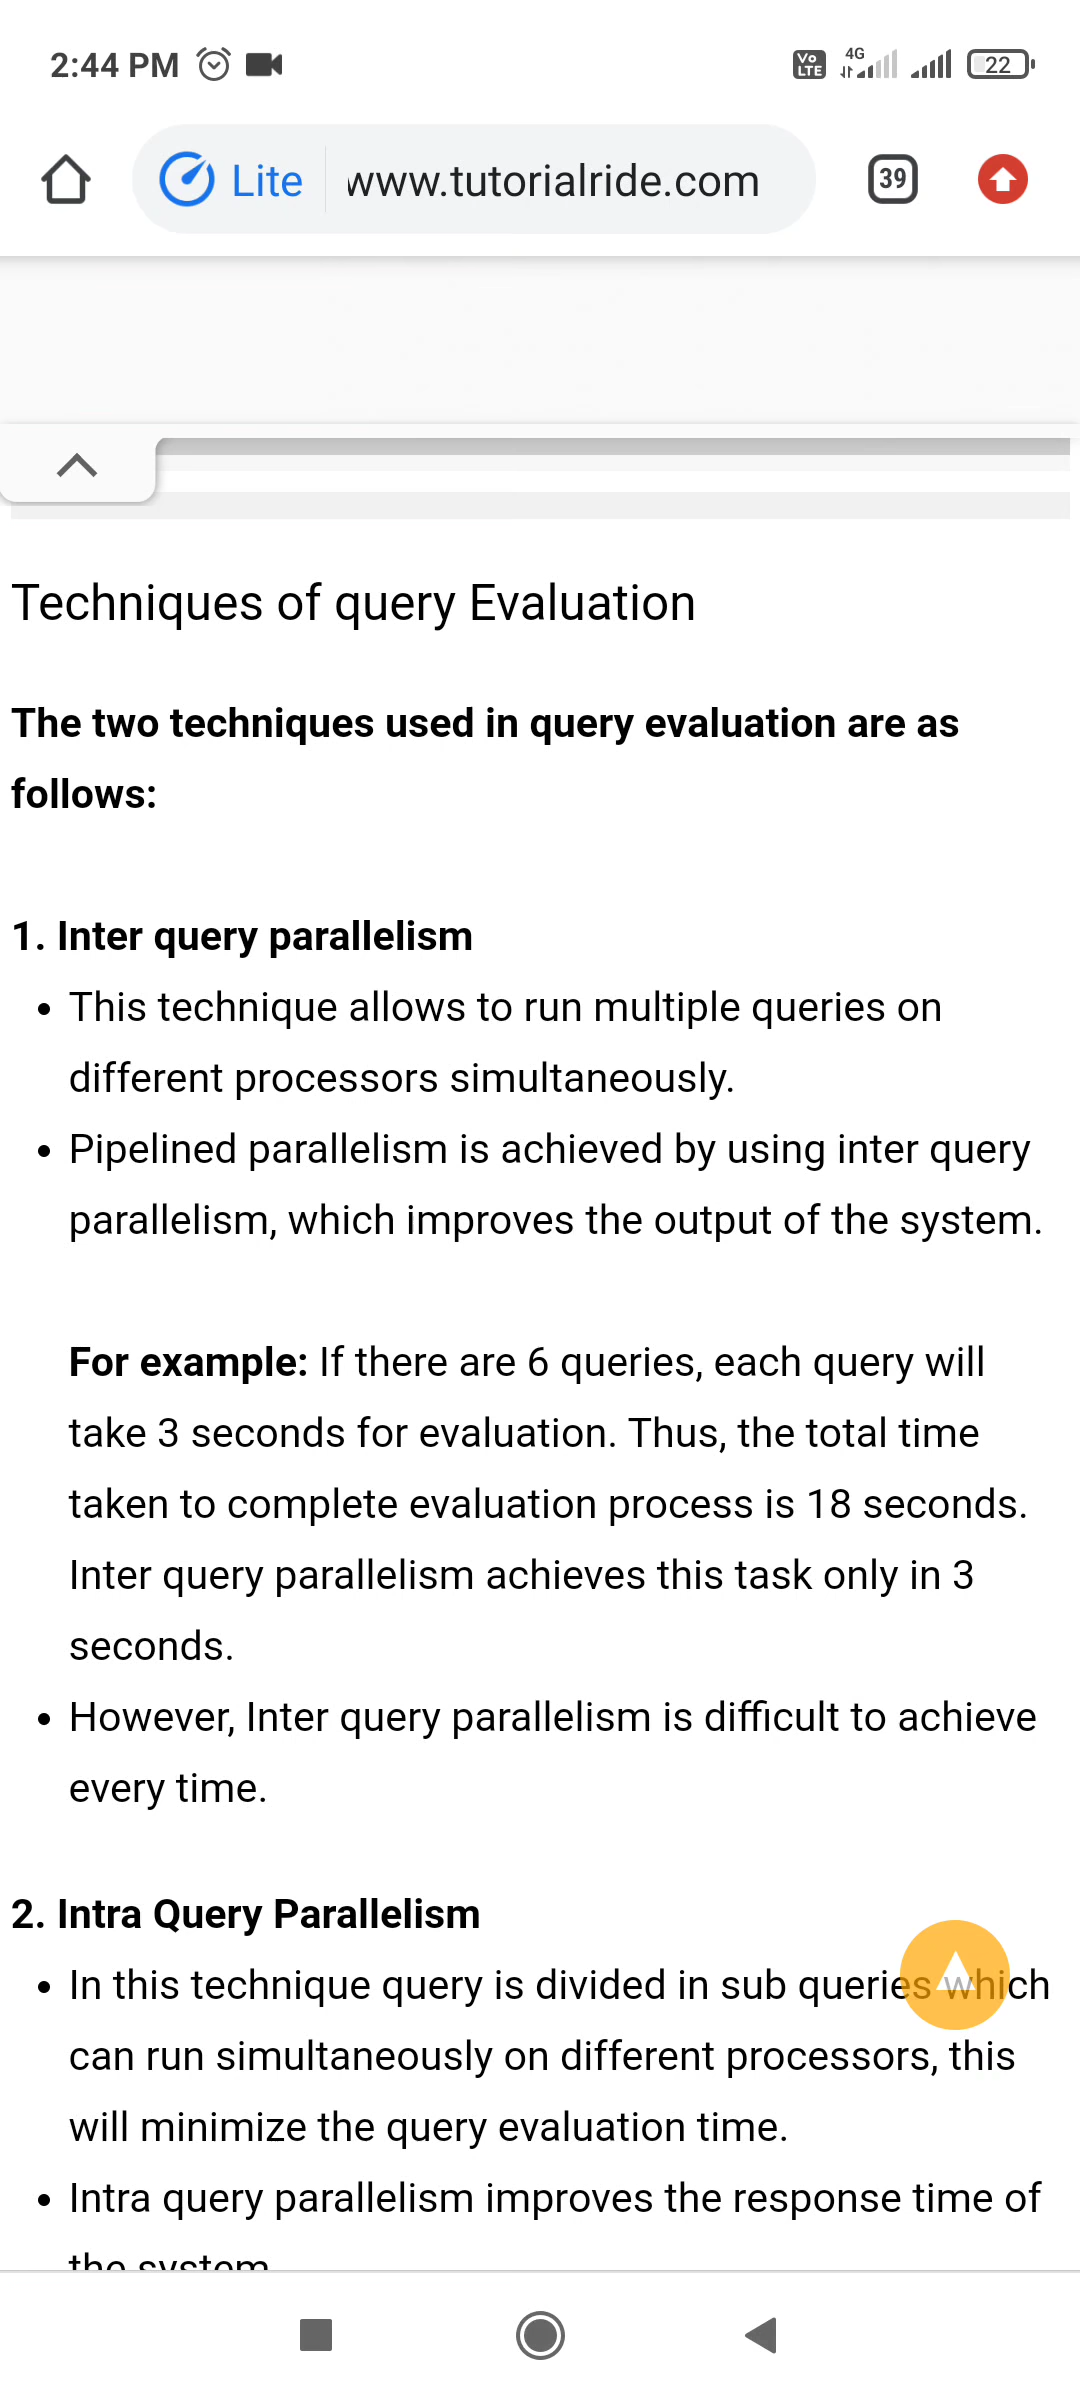 2:44 PM
Vo LTE 4G 22
Lite www.tutorialride.com 39
Techniques of query Evaluation
The two techniques used in query evaluation are as
follows:
1. Inter query parallelism
• This technique allows to run multiple queries on
different processors simultaneously.
• Pipelined parallelism is achieved by using inter query
parallelism, which improves the output of the system.
For example: If there are 6 queries, each query will
take 3 seconds for evaluation. Thus, the total time
taken to complete evaluation process is 18 seconds.
Inter query parallelism achieves this task only in 3
seconds.
• However, Inter query parallelism is difficult to achieve
every time.
2. Intra Query Parallelism
• In this technique query is divided in sub queries which
can run simultaneously on different processors, this
will minimize the query evaluation time.
• Intra query parallelism improves the response time of
the system